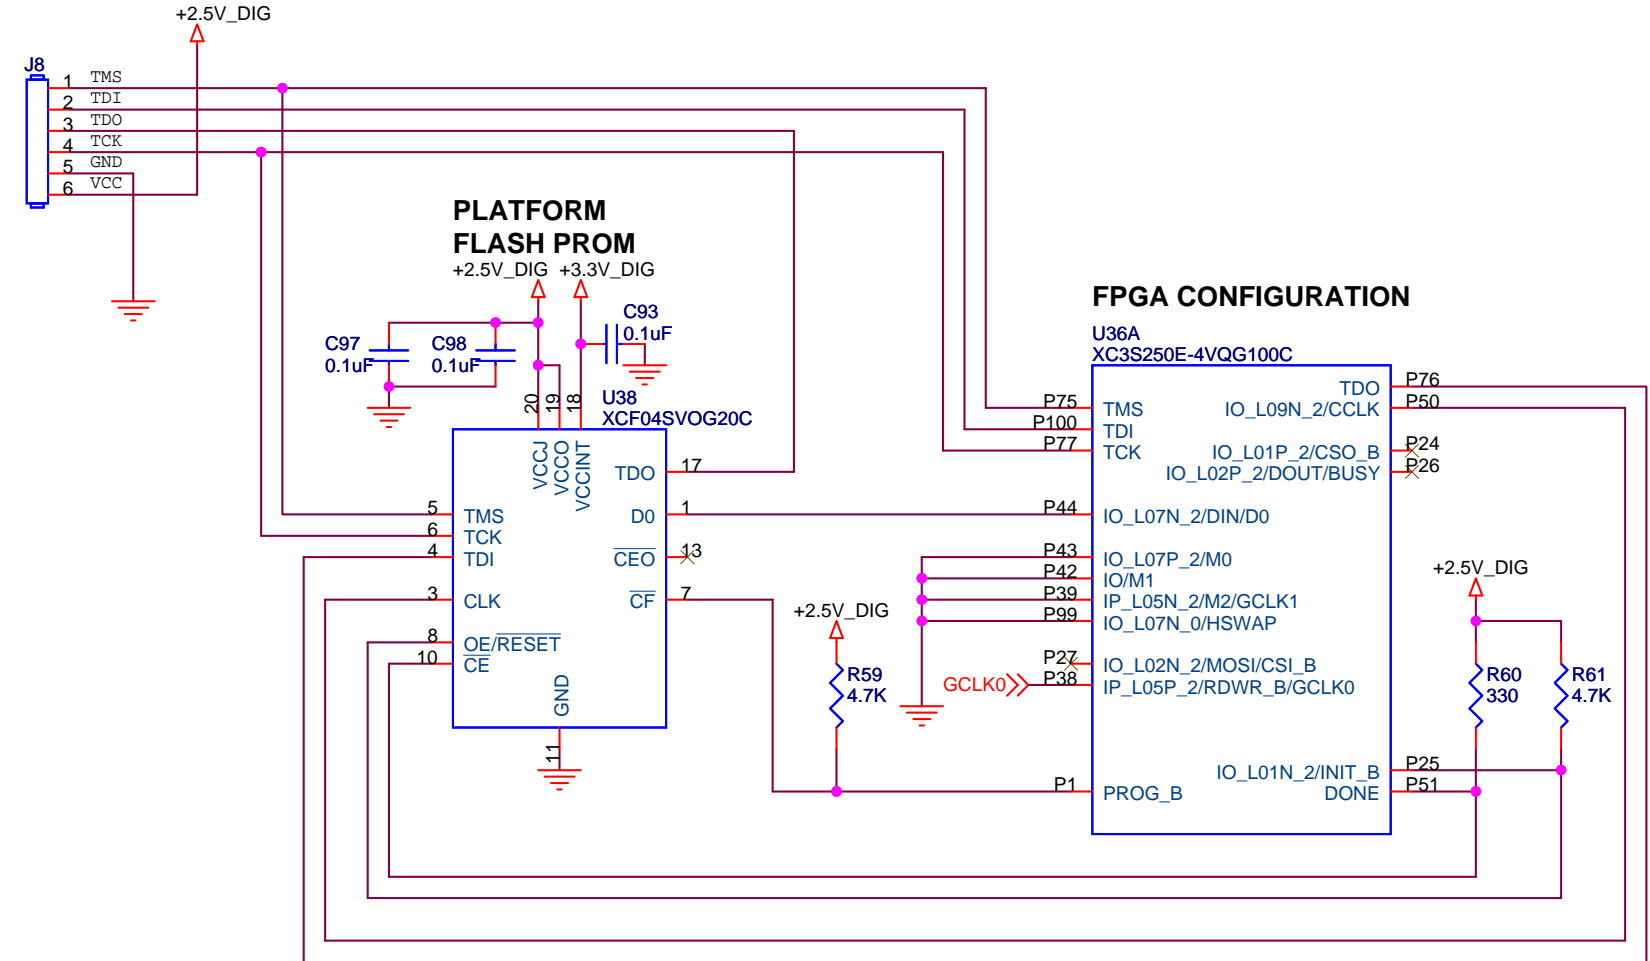 +2.5V_DIG
J8
1 TMS
2 TDI
3 TDO
4 TCK
5 GND
6 VCC
PLATFORM
FLASH PROM
+2.5V_DIG +3.3V_DIG
C93
0.1uF
C97
0.1uF
C98
0.1uF
U38
XCF04SVOG20C
20 19 18
VCCJ VCCO VCCINT
TDO 17
5 TMS
D0 1
6 TCK
4 TDI
CEO 13
3 CLK
CF 7
8 OE/RESET
10 CE
GND
11
+2.5V_DIG
R59
4.7K
GCLK0
FPGA CONFIGURATION
U36A
XC3S250E-4VQG100C
TDO P76
P75 TMS
IO_L09N_2/CCLK P50
P100 TDI
P77 TCK
IO_L01P_2/CSO_B P24
IO_L02P_2/DOUT/BUSY P26
P44 IO_L07N_2/DIN/D0
P43 IO_L07P_2/M0
P42 IO/M1
P39 IP_L05N_2/M2/GCLK1
P99 IO_L07N_0/HSWAP
P27 IO_L02N_2/MOSI/CSI_B
P38 IP_L05P_2/RDWR_B/GCLK0
IO_L01N_2/INIT_B P25
P1 PROG_B
DONE P51
+2.5V_DIG
R60
330
R61
4.7K